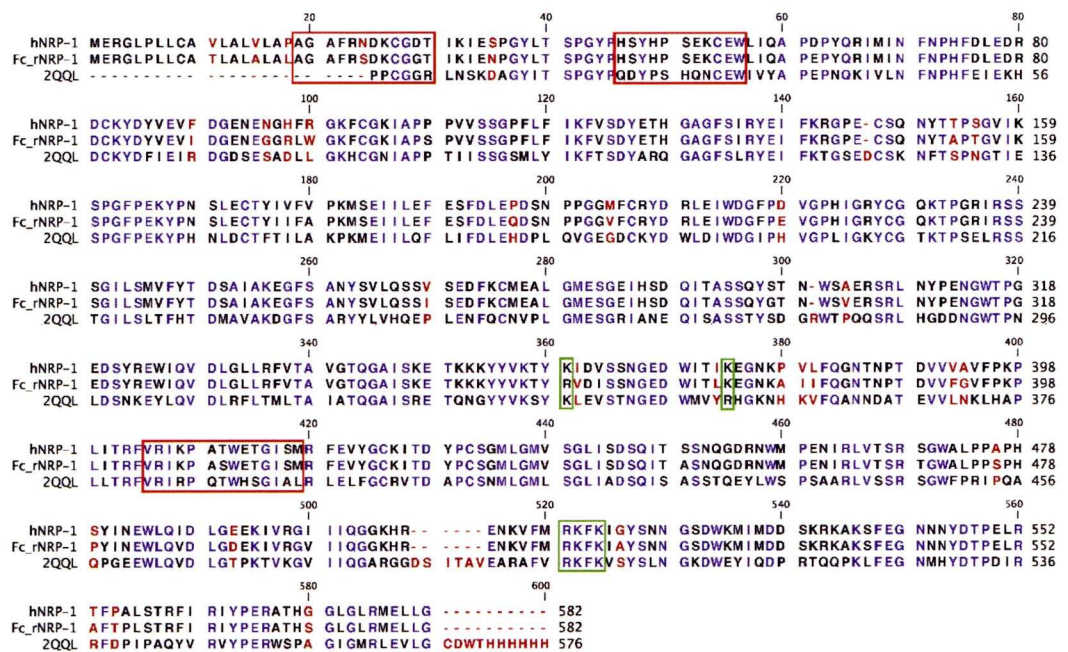 20 40 60 80
hNRP-1 MERGLPLLCA VLALVLAPAG AFRNDKCGDT IKIESPGYLT SPGYPHSYHP SEKCEWLIQA PDPYQRIMIN FNPHFDLEDR 80
Fc_rNRP-1 MERGLPLLCA TLALALALAG AFRSDKCGGT IKIENPGYLT SPGYPHSYHP SEKCEWLIQA PEPYQRIMIN FNPHFDLEDR 80
2QQL ---------- ---------- ----PPCGGR LNSKDAGYIT SPGYPQDYPS HQNCEWIVYA PEPNQKIVLN FNPHFEIEKH 56
100 120 140 160
hNRP-1 DCKYDYVEVF DGENENGHFR GKFCGKIAPP PVVSSGPFLF IKFVSDYETH GAGFSIRYEI FKRGPE-CSQ NYTTPSGVIK 159
Fc_rNRP-1 DCKYDYVEVI DGENEGGRLW GKFCGKIAPS PVVSSGPFLF IKFVSDYETH GAGFSIRYEI FKRGPE-CSQ NYTAPTGVIK 159
2QQL DCKYDFIEIR DGDSESADLL GKHCGNIAPP TIISSGSMLY IKFTSDYARQ GAGFSLRYEI FKTGSEDCSK NFTSPNGTIE 136
180 200 220 240
hNRP-1 SPGFPEKYPN SLECTYIVFV PKMSEIILEF ESFDLEPDSN PPGGMFCRYD RLEIWDGFPD VGPHIGRYCG QKTPGRIRSS 239
Fc_rNRP-1 SPGFPEKYPN SLECTYIIFA PKMSEIILEF ESFDLEQDSN PPGGVFCRYD RLEIWDGFPE VGPHIGRYCG QKTPGRIRSS 239
2QQL SPGFPEKYPH NLDCTFTILA KPKMEIILQF LIFDLEHDPL QVGEGDCKYD WLDIWDGIPH VGPLIGKYCG TKTPSELRSS 216
260 280 300 320
hNRP-1 SGILSMVFYT DSAIAKEGFS ANYSVLQSSV SEDFKCMEAL GMESGEIHSD QITASSQYST N-WSAERSRL NYPENGWTPG 318
Fc_rNRP-1 SGILSMVFYT DSAIAKEGFS ANYSVLQSSI SEDFKCMEAL GMESGEIHSD QITASSQYGT N-WSVERSRL NYPENGWTPG 318
2QQL TGILSLTFHT DMAVAKDGFS ARYYLVHQEP LENFQCNVPL GMESGRIANE QISASSTYSD GRWTPQQSRL HGDDNGWTPN 296
340 360 380 400
hNRP-1 EDSYREWIQV DLGLLRFVTA VGTQGAISKE TKKKYYVKTY KIDVSSNGED WITIKEGNKP VLFQGNTNPT DVVVAVFPKP 398
Fc_rNRP-1 EDSYREWIQV DLGLLRFVTA VGTQGAISKE TKKKYYVKTY RVDISSNGED WITLKEGNKA IIFQGNTNPT DVVFGVFPKP 398
2QQL LDSNKEYLQV DLRFLTMLTA IATQGAISRE TQNGYYVKSY KLEVSTNGED WMVYRHGKNH KVFQANNDAT EVVLNKLHAP 376
420 440 460 480
hNRP-1 LITRFVRIKP ATWETGISMR FEVYGCKITD YPCSGMLGMV SGLISDSQIT SSNQGDRNWM PENIRLVTSR SGWALPPAPH 478
Fc_rNRP-1 LITRFVRIKP ASWETGISMR FEVYGCKITD YPCSGMLGMV SGLISDSQIT ASNQGDRNWM PENIRLVTSR TGWALPPSPH 478
2QQL LLTRFVRIRP QTWHSGIALR LELFGCRVTD APCSNMLGML SGLIADSQIS ASSTQEYLWS PSAARLVSSR SGWFPRIPQA 456
500 520 540 560
hNRP-1 SYINEWLQID LGEEKIVRGI IIQGGKHR-- ----ENKVFM RKFKIGYSNN GSDWKMIMDD SKRKAKSFEG NNNYDTPELR 552
Fc_rNRP-1 PYINEWLQVD LGDEKIVRGV IIQGGKHR-- ----ENKVFM RKFKIAYSNN GSDWKMIMDD SKRKAKSFEG NNNYDTPELR 552
2QQL QPGEEWLQVD LGTPKTVKGV IIQGARGGDS ITAVEARAFV RKFKVSYSLN GKDWEYIQDP RTQQPKLFEG NMHYDTPDIR 536
580 600
hNRP-1 TFPALSTRFI RIYPERATHG GLGLRMELLG ---------- 582
Fc_rNRP-1 AFTPLSTRFI RIYPERATHS GLGLRMELLG ---------- 582
2QQL RFDPIPAQYV RVYPERWSPA GIGMRLEVLG CDWTHHHHHH 576